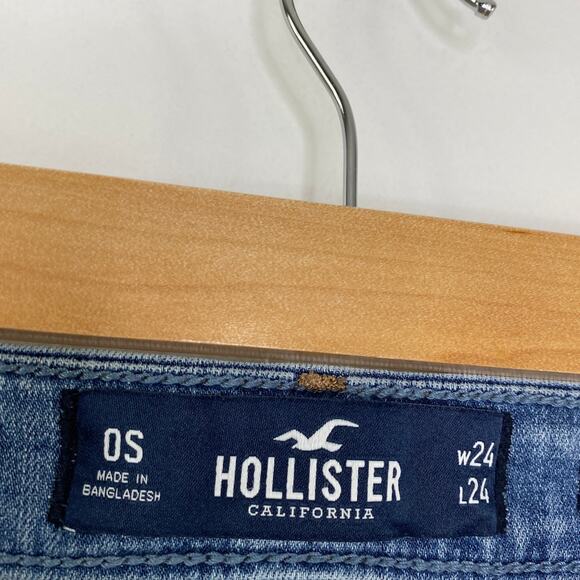 0S
MADE IN
BANGLADESH
HOLLISTER
CALIFORNIA
W24
L24